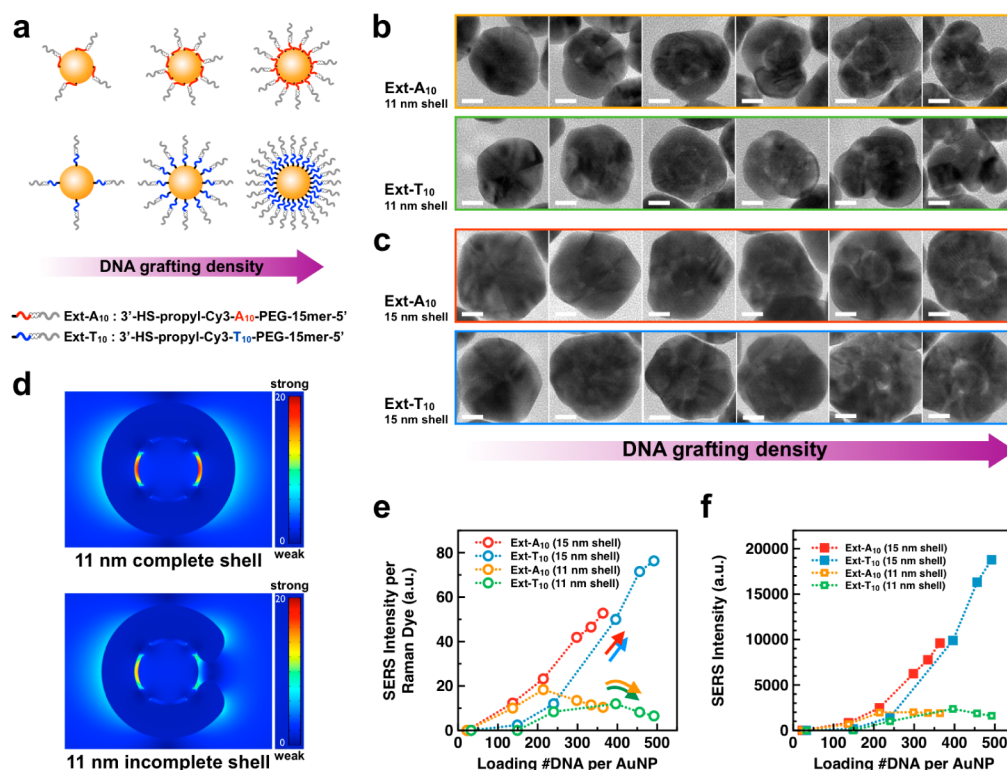 a
DNA grafting density
Ext-A₁₀ : 3’-HS-propyl-Cy3-A₁₀-PEG-15mer-5’
Ext-T₁₀ : 3’-HS-propyl-Cy3-T₁₀-PEG-15mer-5’
b
Ext-A₁₀
11 nm shell
Ext-T₁₀
11 nm shell
c
Ext-A₁₀
15 nm shell
Ext-T₁₀
15 nm shell
DNA grafting density
d
strong
20
0
weak
11 nm complete shell
strong
20
0
weak
11 nm incomplete shell
e
SERS Intensity per
Raman Dye (a.u.)
80
60
40
20
0
Ext-A₁₀ (15 nm shell)
Ext-T₁₀ (15 nm shell)
Ext-A₁₀ (11 nm shell)
Ext-T₁₀ (11 nm shell)
0 100 200 300 400 500
Loading #DNA per AuNP
f
SERS Intensity (a.u.)
20000
15000
10000
5000
2500
0
Ext-A₁₀ (15 nm shell)
Ext-T₁₀ (15 nm shell)
Ext-A₁₀ (11 nm shell)
Ext-T₁₀ (11 nm shell)
0 100 200 300 400 500
Loading #DNA per AuNP